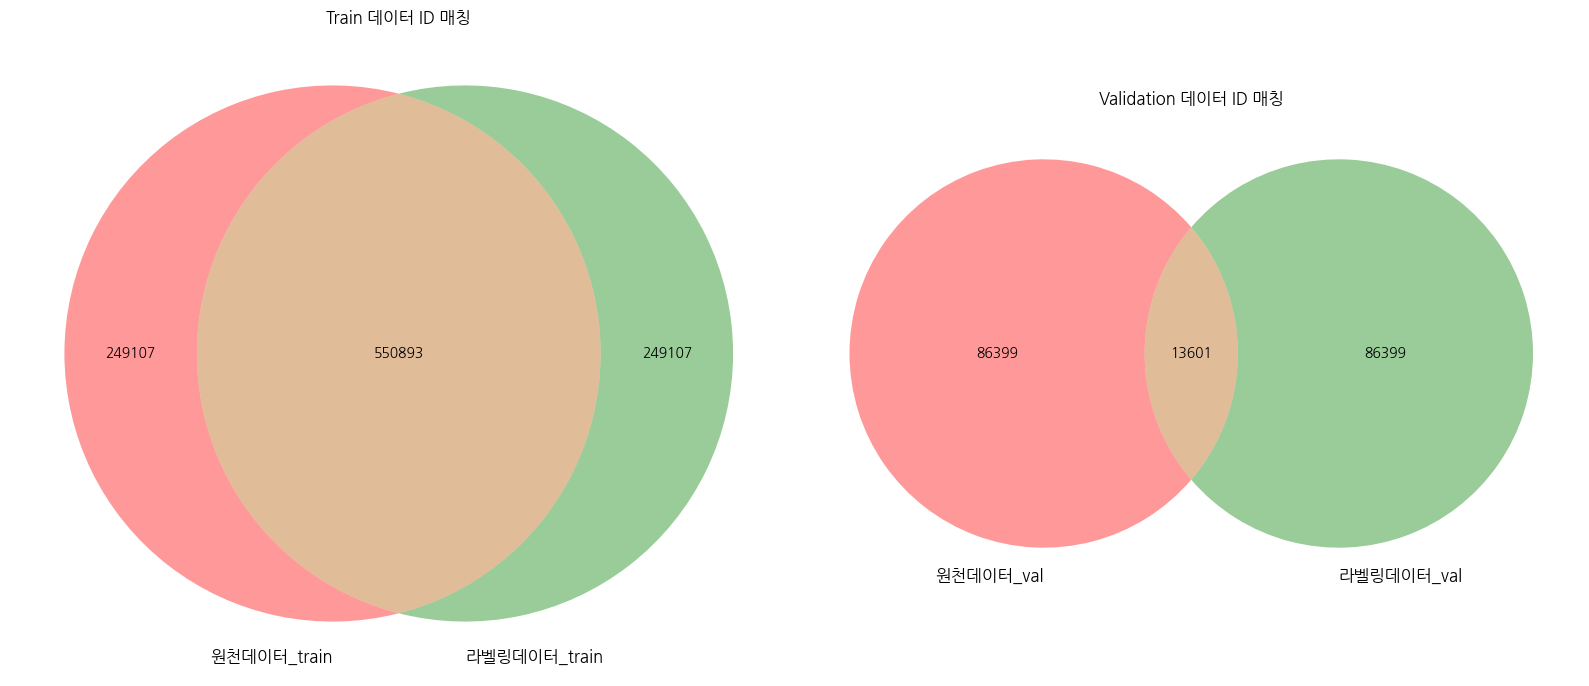 Train 데이터 ID 매칭
249107
550893
249107
원천데이터_train
라벨링데이터_train
Validation 데이터 ID 매칭
86399
13601
86399
원천데이터_val
라벨링데이터_val